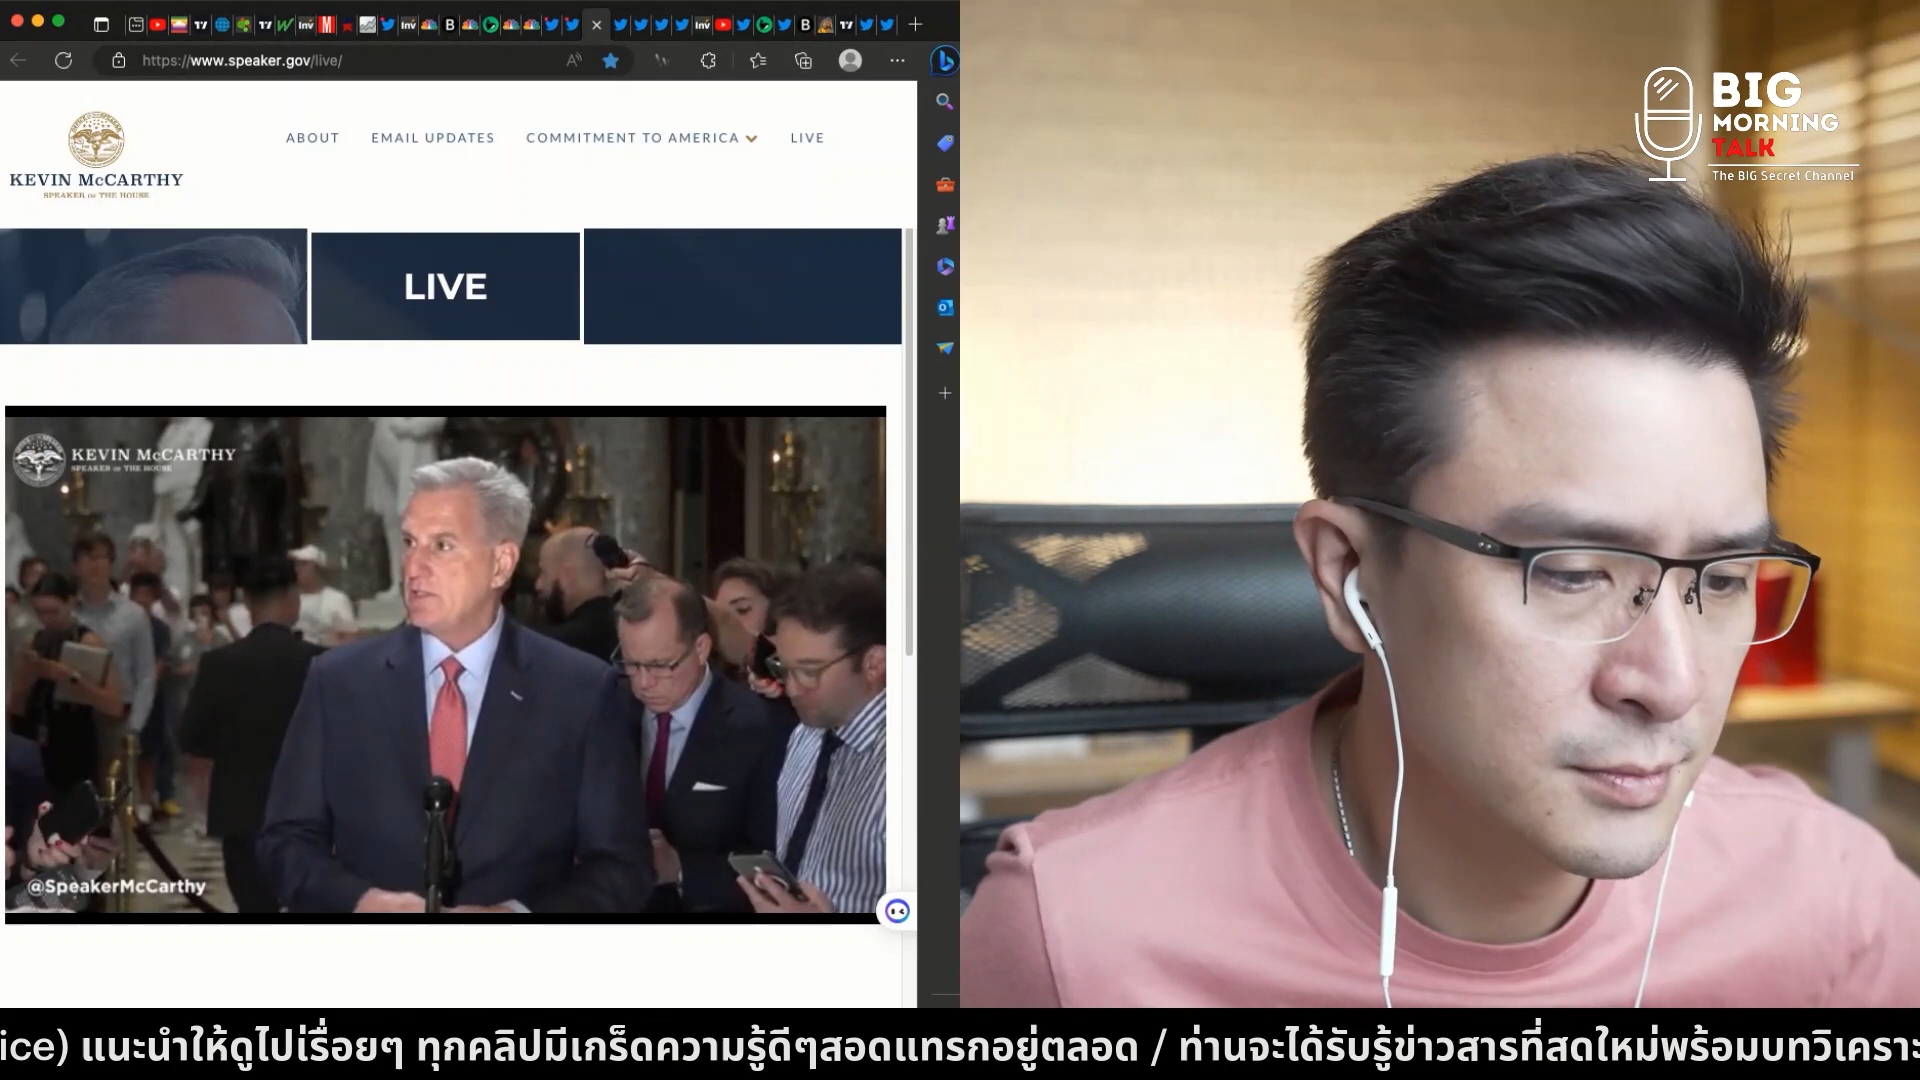 https://www.speaker.gov/live/
KEVIN McCARTHY
SPEAKER OF THE HOUSE
ABOUT
EMAIL UPDATES
COMMITMENT TO AMERICA
LIVE
LIVE
KEVIN McCARTHY
SPEAKER OF THE HOUSE
@SpeakerMcCarthy
BIG
MORNING
TALK
The BIG Secret Channel
ice) แนะนำให้ดูไปเรื่อยๆ ทุกคลิปมีเกร็ดความรู้ดีๆสอดแทรกอยู่ตลอด / ท่านจะได้รับรู้ข่าวสารที่สดใหม่พร้อมบทวิเคราะ